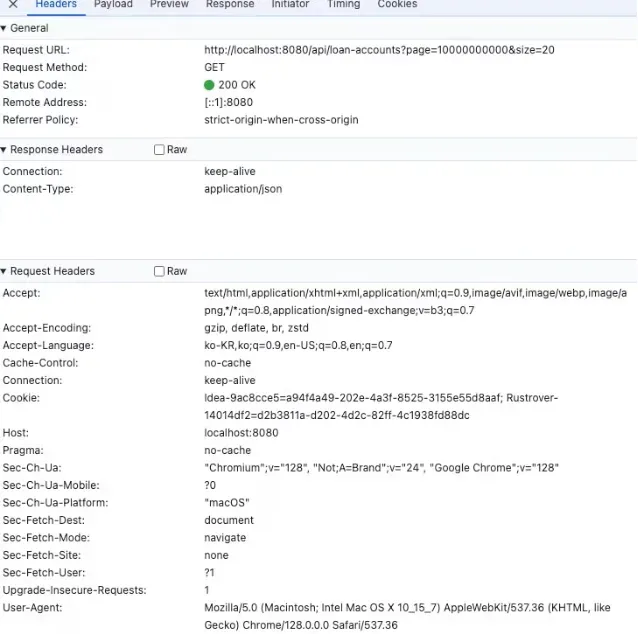 Headers Payload Preview Response Initiator Timing Cookies
General
Request URL: http://localhost:8080/api/loan-accounts?page=10000000000&size=20
Request Method: GET
Status Code: 200 OK
Remote Address: [::1]:8080
Referrer Policy: strict-origin-when-cross-origin
Response Headers Raw
Connection: keep-alive
Content-Type: application/json
Request Headers Raw
Accept: text/html,application/xhtml+xml,application/xml;q=0.9,image/avif,image/webp,image/a
png,*/*;q=0.8,application/signed-exchange;v=b3;q=0.7
Accept-Encoding: gzip, deflate, br, zstd
Accept-Language: ko-KR,ko;q=0.9,en-US;q=0.8,en;q=0.7
Cache-Control: no-cache
Connection: keep-alive
Cookie: Idea-9ac8cce5=a94f4a49-202e-4a3f-8525-3155e55d8aaf; Rustrover-
14014df2=d2b3811a-d202-4d2c-82ff-4c1938fd88dc
Host: localhost:8080
Pragma: no-cache
Sec-Ch-Ua: "Chromium";v="128", "Not;A=Brand";v="24", "Google Chrome";v="128"
Sec-Ch-Ua-Mobile: ?0
Sec-Ch-Ua-Platform: "macOS"
Sec-Fetch-Dest: document
Sec-Fetch-Mode: navigate
Sec-Fetch-Site: none
Sec-Fetch-User: ?1
Upgrade-Insecure-Requests: 1
User-Agent: Mozilla/5.0 (Macintosh; Intel Mac OS X 10_15_7) AppleWebKit/537.36 (KHTML, like
Gecko) Chrome/128.0.0.0 Safari/537.36